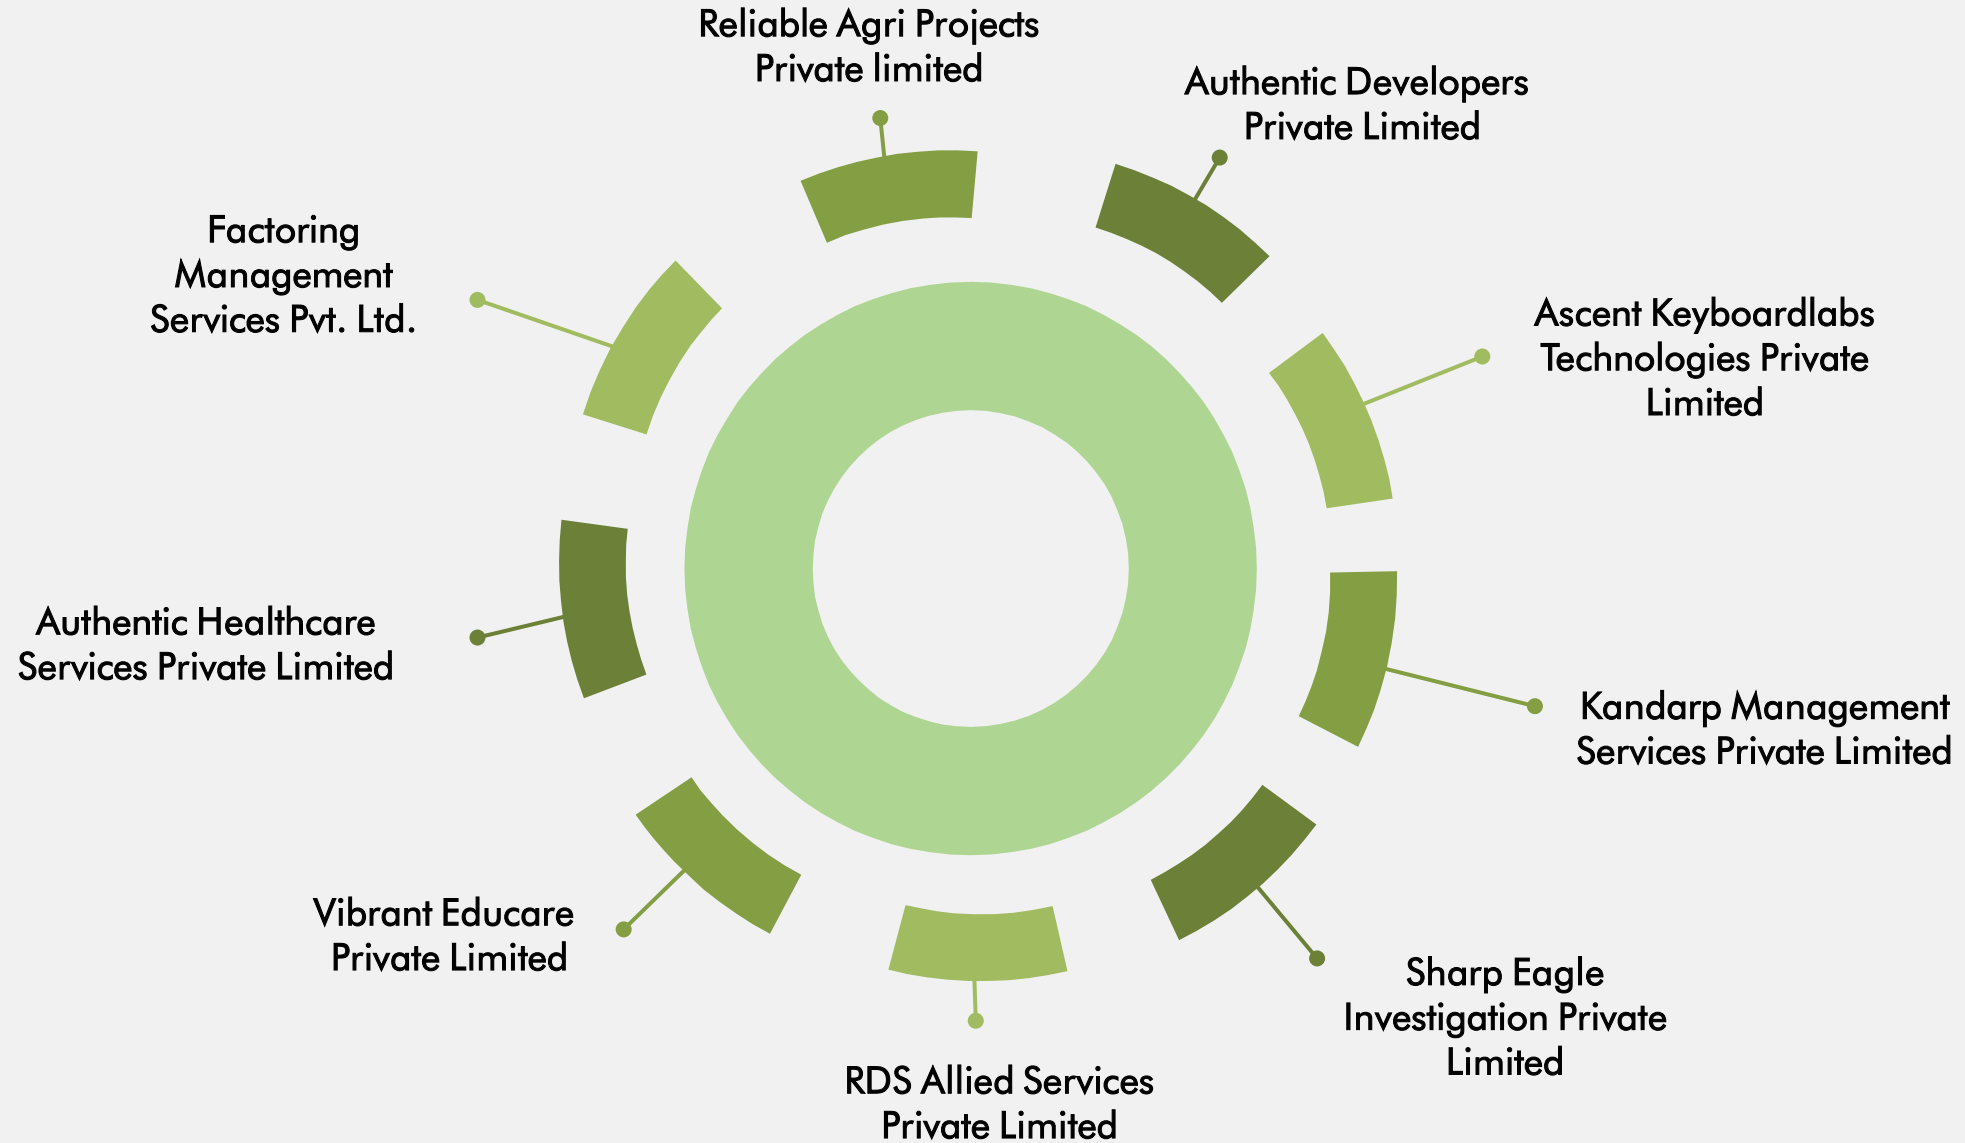 Reliable Agri Projects
Private limited
Authentic Developers
Private Limited
Factoring
Management
Services Pvt. Ltd.
Ascent Keyboardlabs
Technologies Private
Limited
Authentic Healthcare
Services Private Limited
Kandarp Management
Services Private Limited
Vibrant Educare
Private Limited
Sharp Eagle
Investigation Private
Limited
RDS Allied Services
Private Limited